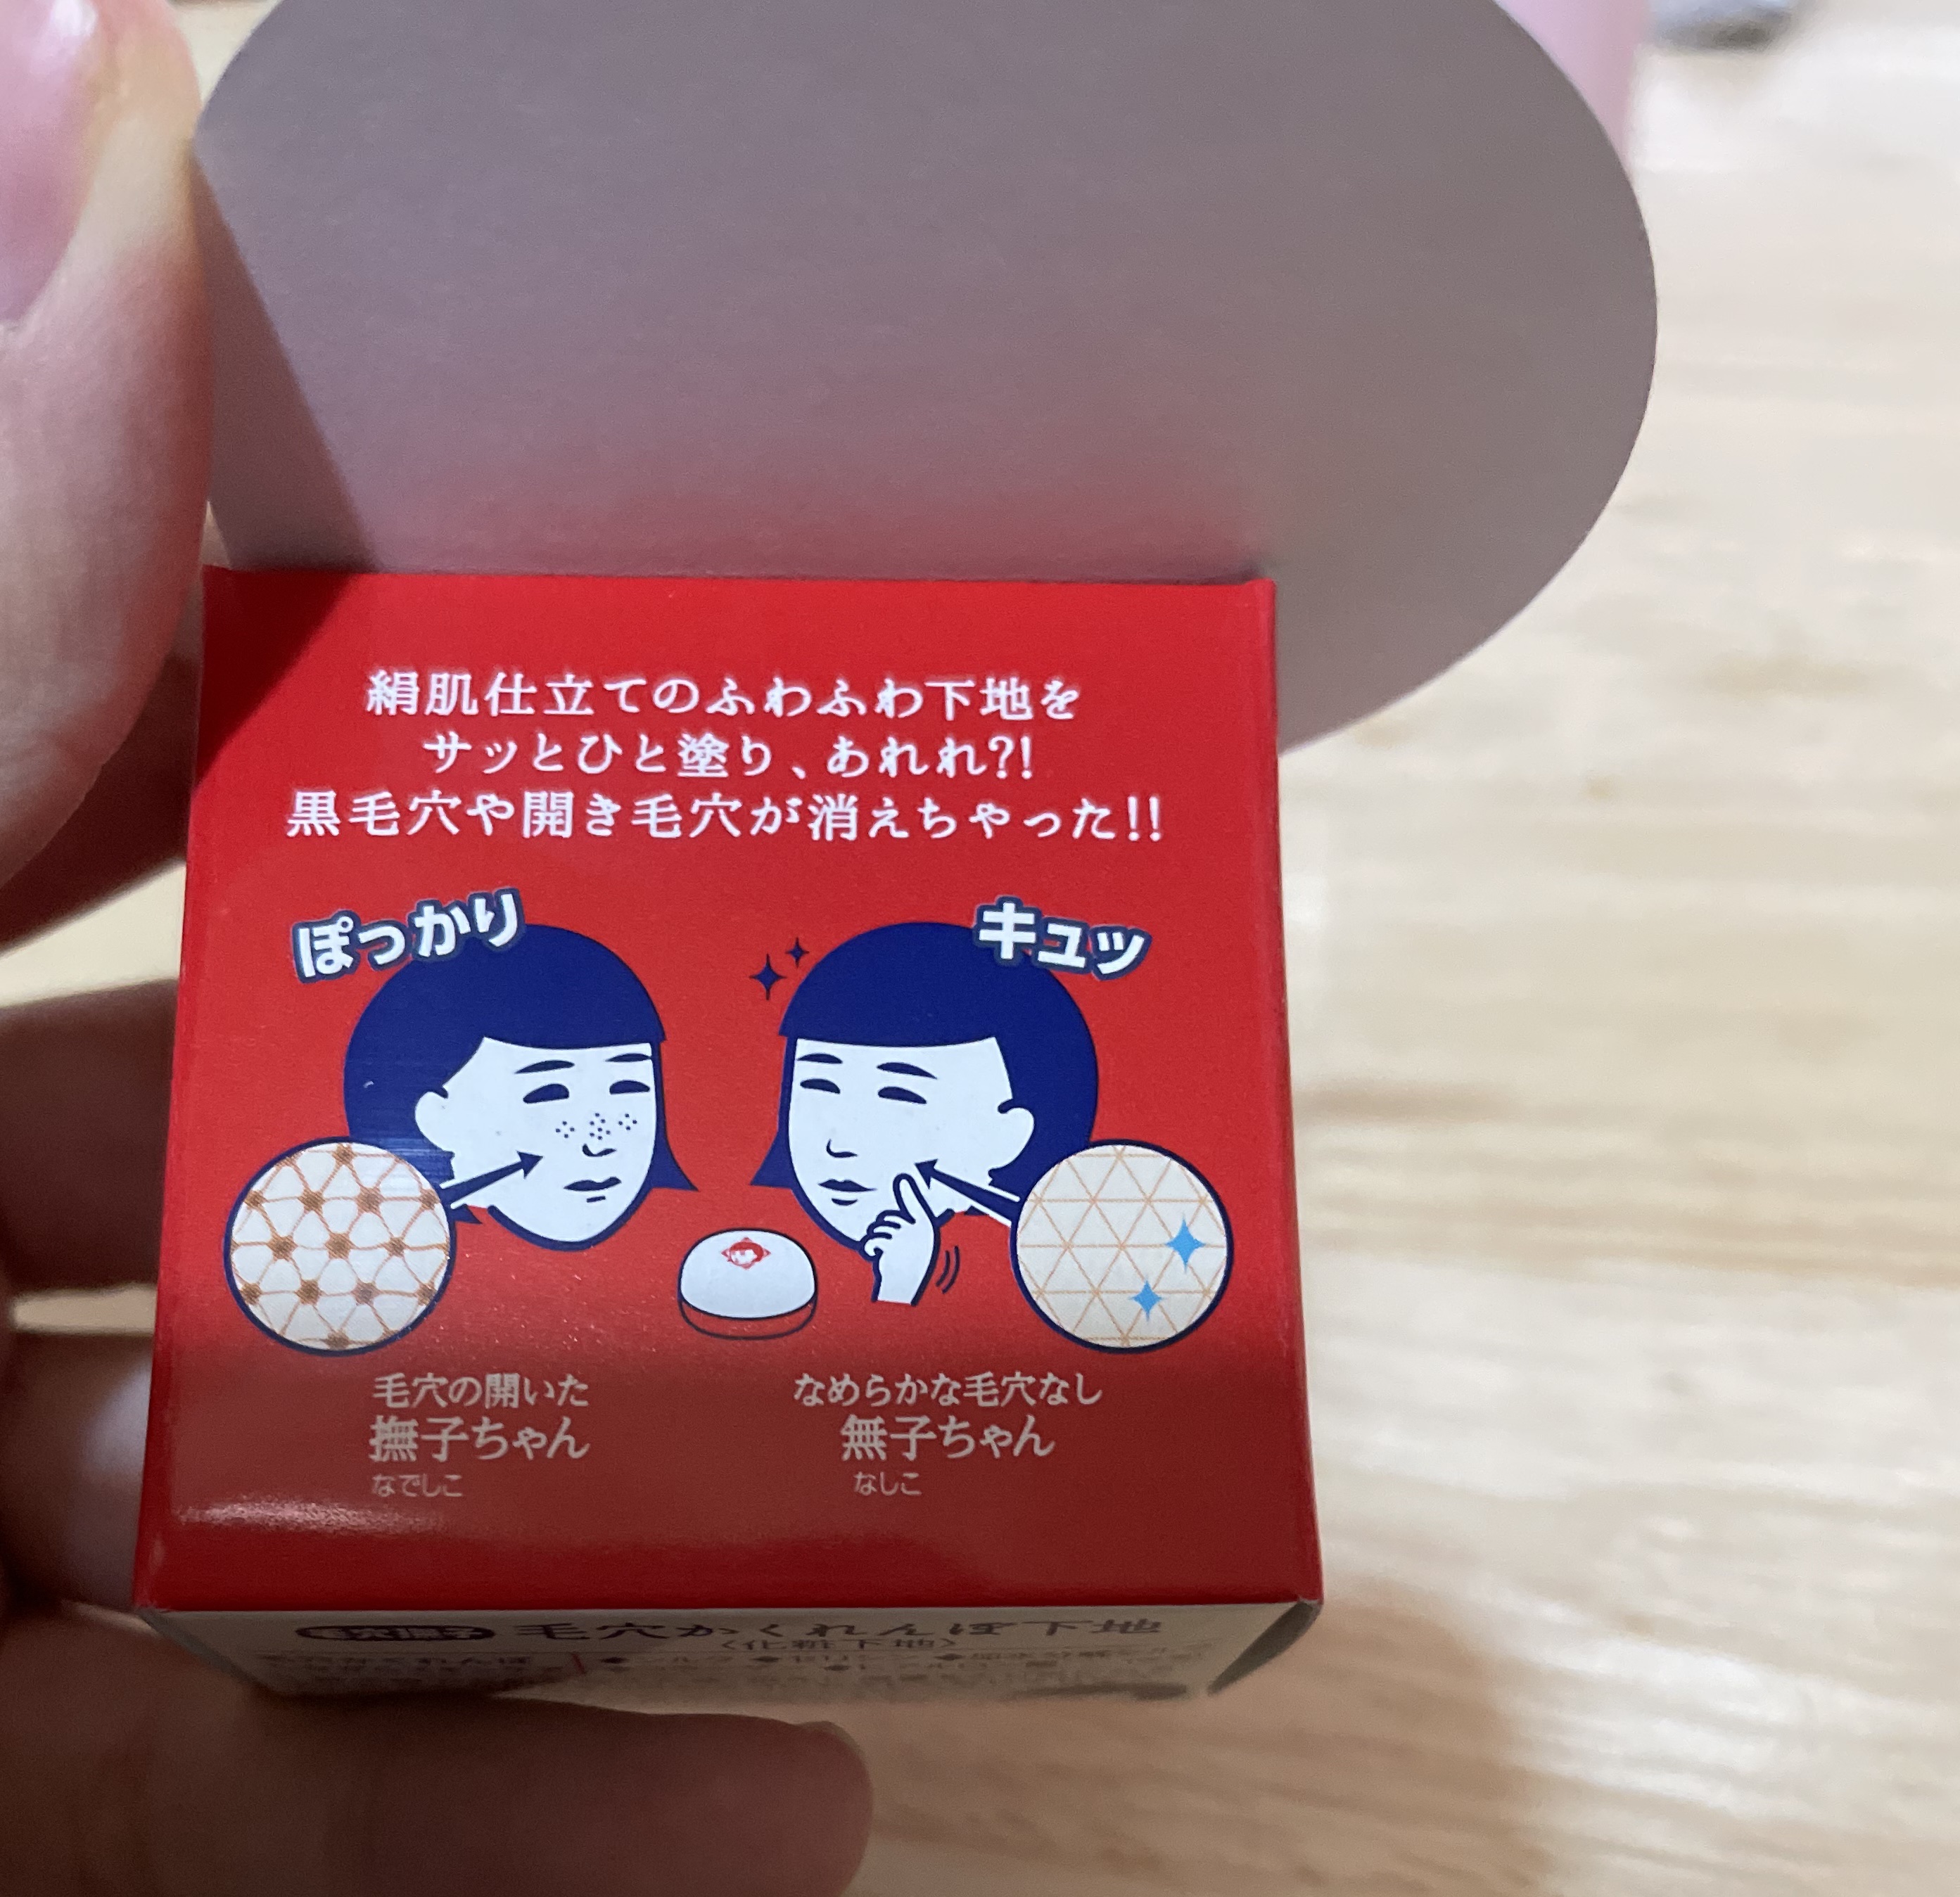 絹肌仕立てのふわふわ下地を
サッとひと塗り、あれれ?!
黒毛穴や開き毛穴が消えちゃった!!
ぽっかり
キュッ
毛穴の開いた
撫子ちゃん
なでしこ
なめらかな毛穴なし
無子ちゃん
なしこ
毛穴撫子 毛穴かくれんぼ下地
〈化粧下地〉